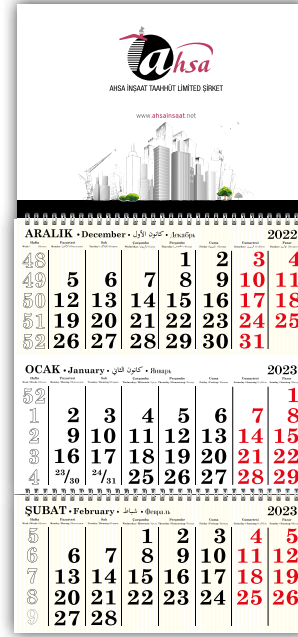 ahsa
AHSA İNŞAAT TAAHHÜT LİMİTED ŞİRKET
www.ahsainsaat.net
ARALIK • December • كانون الأول • Декабрь 2022
48 1 2 3 4
49 5 6 7 8 9 10 11
50 12 13 14 15 16 17 18
51 19 20 21 22 23 24 25
52 26 27 28 29 30 31
OCAK • January • كانون الثاني • Январь 2023
52 1
1 2 3 4 5 6 7 8
2 9 10 11 12 13 14 15
3 16 17 18 19 20 21 22
4 23/30 24/31 25 26 27 28 29
ŞUBAT • February • شباط • Февраль 2023
5 1 2 3 4 5
6 6 7 8 9 10 11 12
7 13 14 15 16 17 18 19
8 20 21 22 23 24 25 26
9 27 28